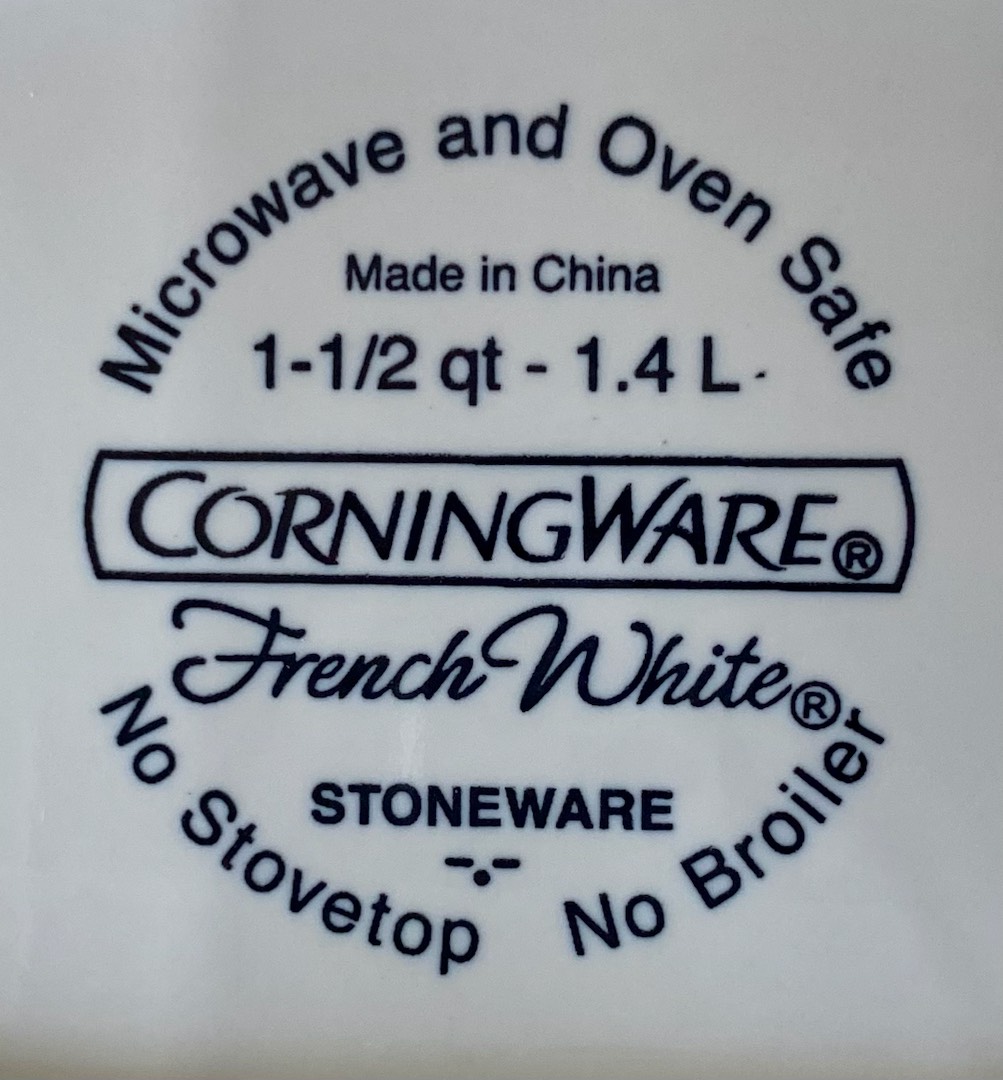 Microwave and Oven Safe
Made in China
1-1/2 qt - 1.4 L
CORNINGWARE®
French White®
STONEWARE
No Stovetop No Broiler